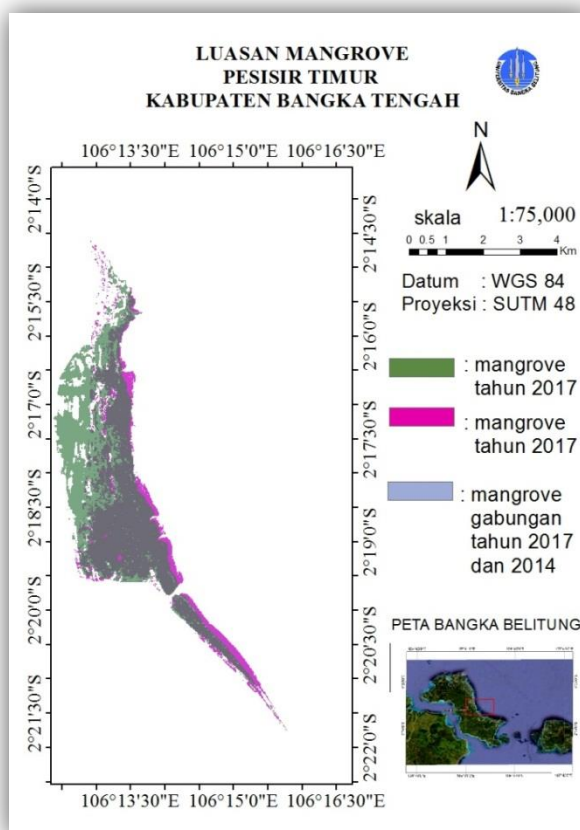 LUASAN MANGROVE
PESISIR TIMUR
KABUPATEN BANGKA TENGAH
UNIVERSITAS BANGKA BELITUNG
N
skala 1:75,000
0 0.5 1 2 3 4
Km
Datum : WGS 84
Proyeksi : SUTM 48
: mangrove
tahun 2017
: mangrove
tahun 2017
: mangrove
gabungan
tahun 2017
dan 2014
PETA BANGKA BELITUNG
106°13'30"E 106°15'0"E 106°16'30"E
2°14'0"S
2°15'30"S
2°17'0"S
2°18'30"S
2°20'0"S
2°21'30"S
2°14'30"S
2°16'0"S
2°17'30"S
2°19'0"S
2°20'30"S
2°22'0"S
106°13'30"E 106°15'0"E 106°16'30"E